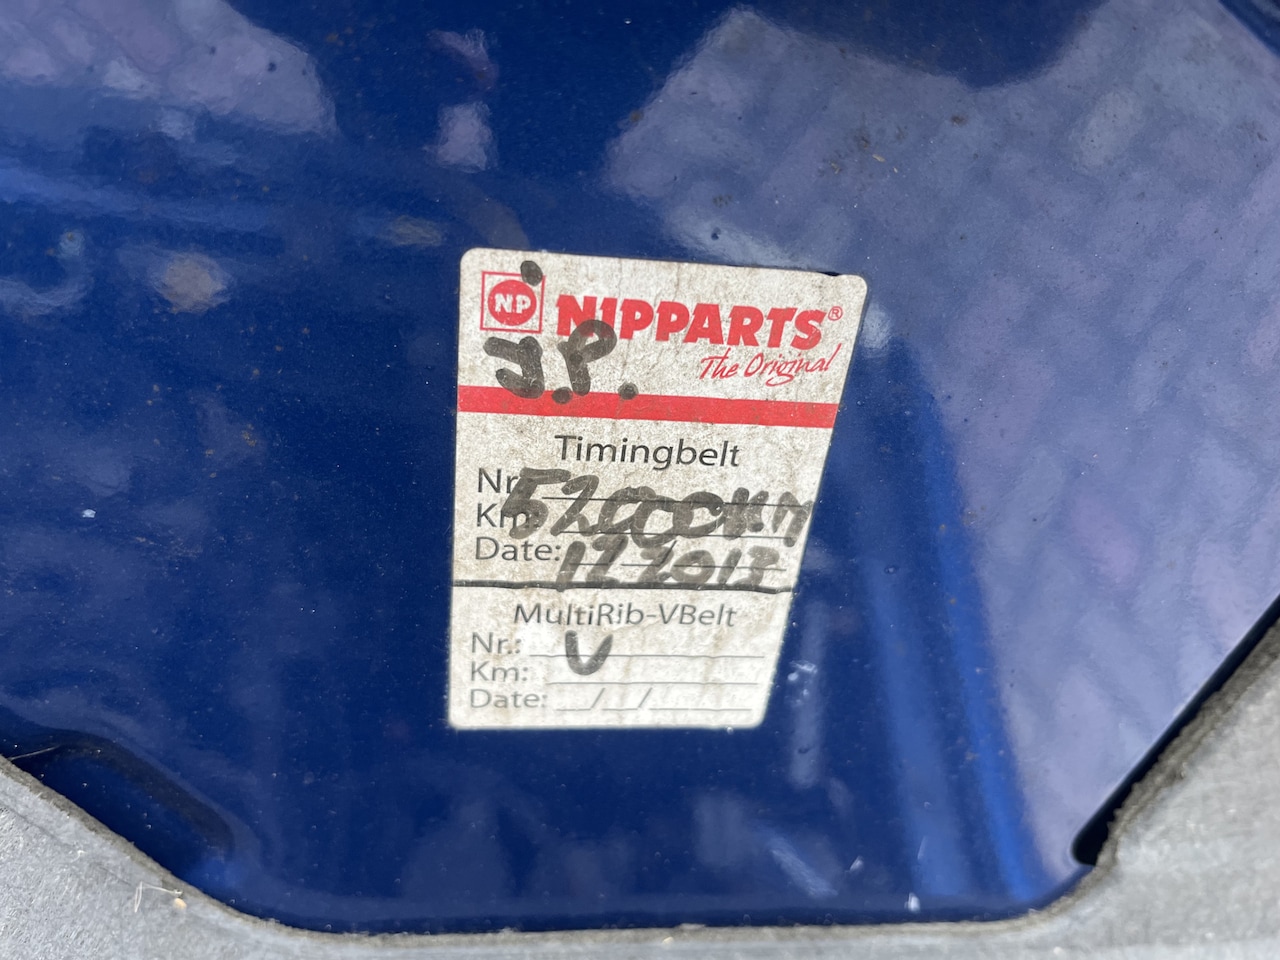 NP NIPPARTS®
The Original
J.P.
Timingbelt
Nr.:
Km: 52000KM
Date: 12 2013
MultiRib-VBelt
Nr.: V
Km:
Date: / /